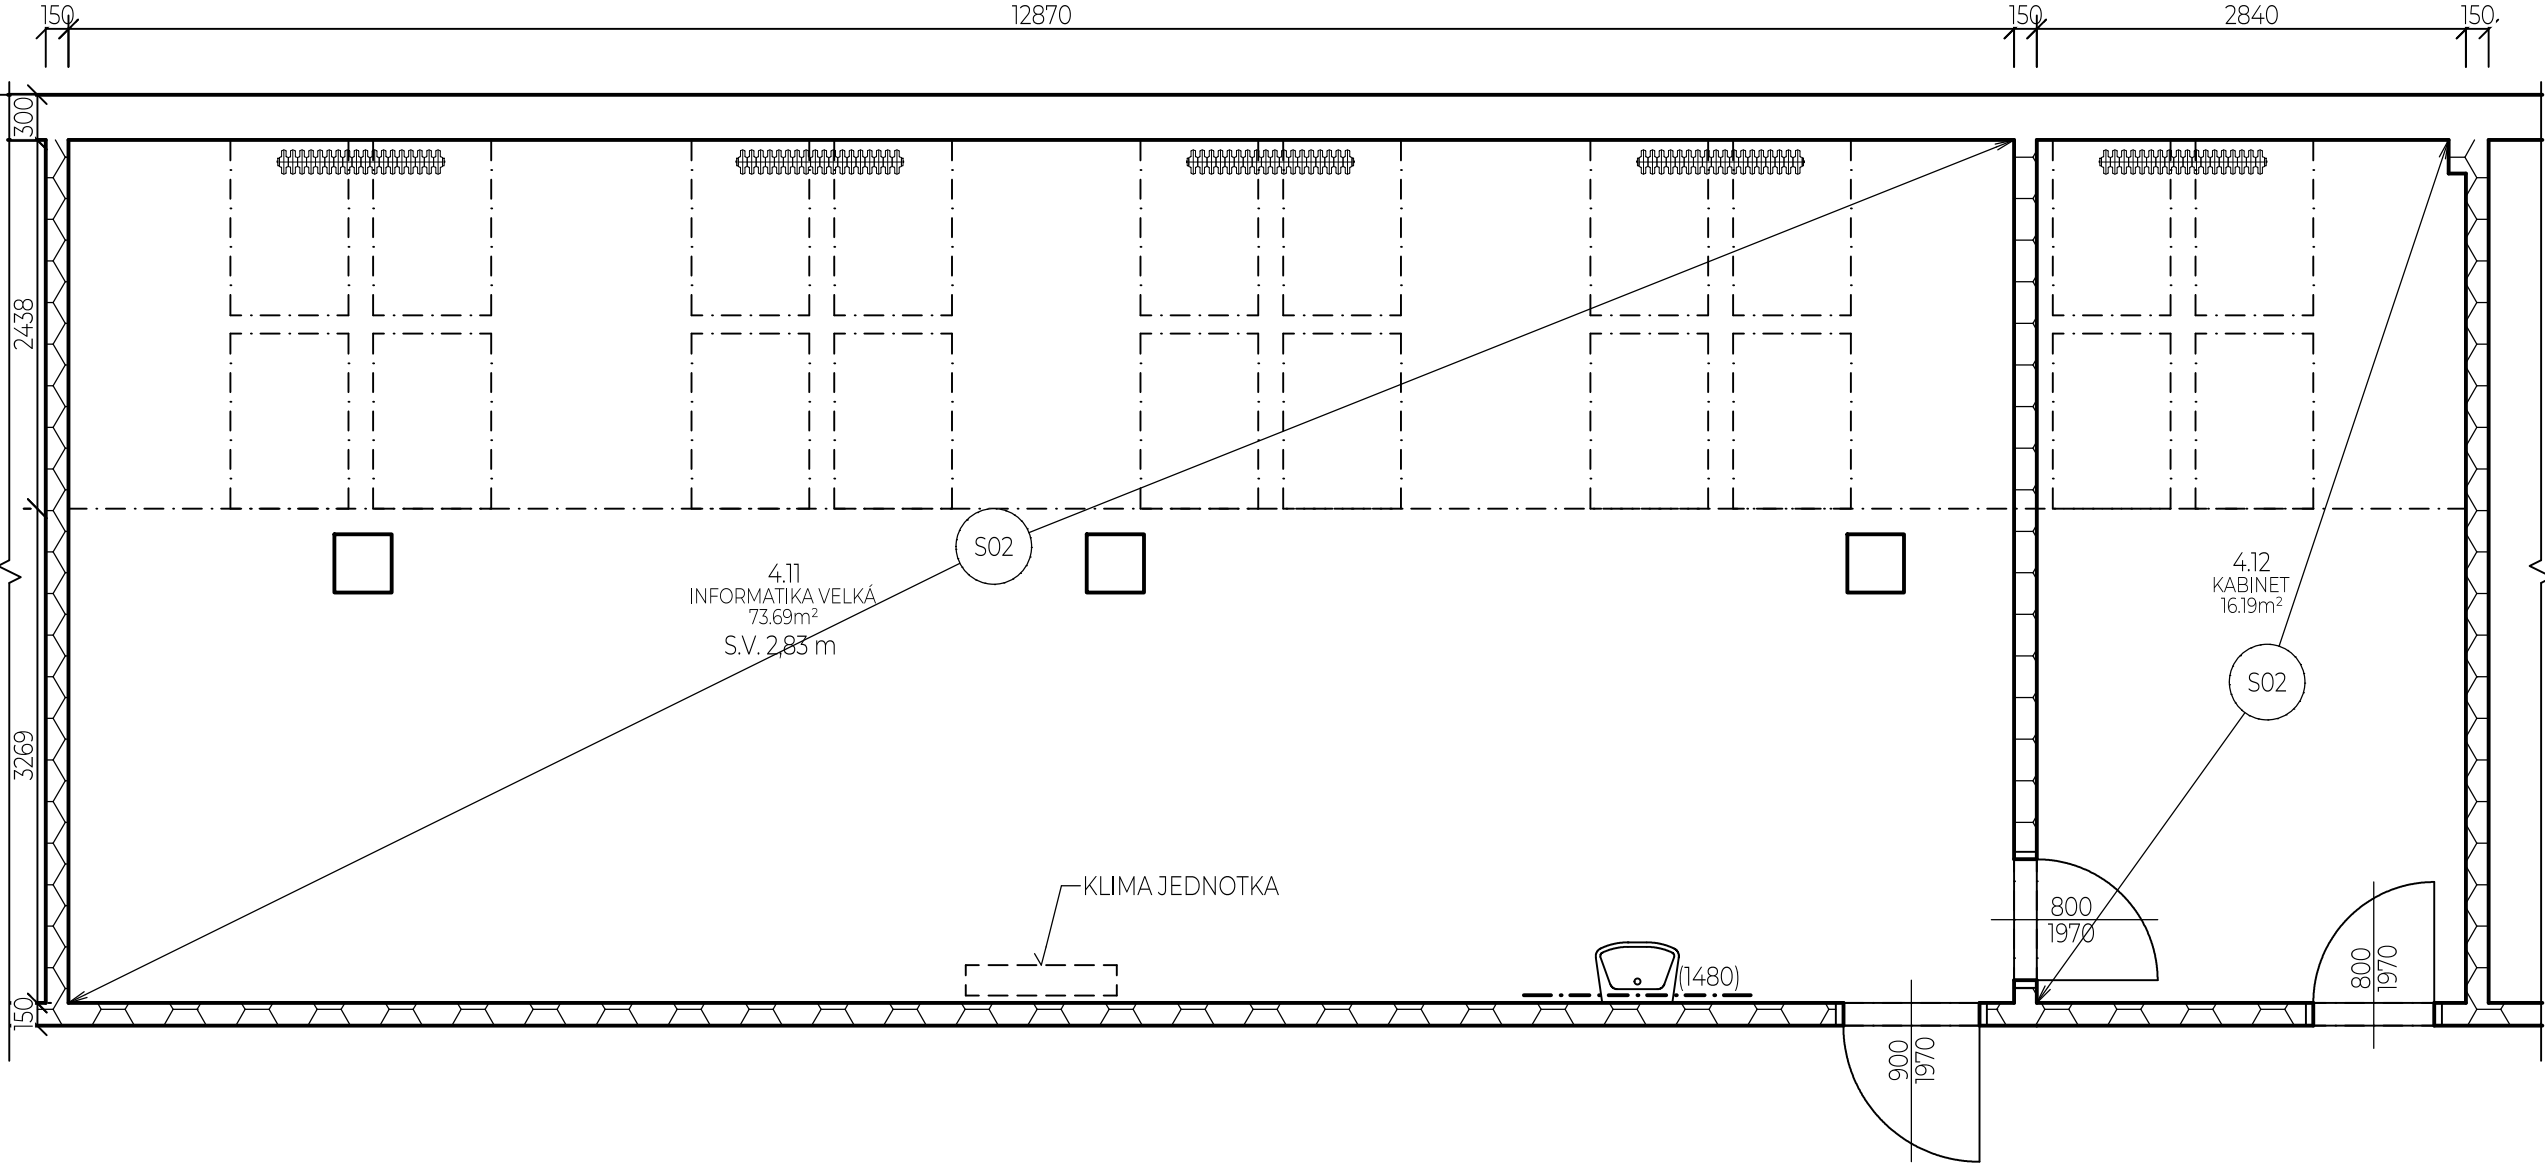 150
12870
150
2840
150
300
2438
3269
150
S02
4.11
INFORMATIKA VELKÁ
73.69m²
S.V. 2,83 m
4.12
KABINET
16.19m²
S02
KLIMA JEDNOTKA
(1480)
800
1970
800
1970
900
1970